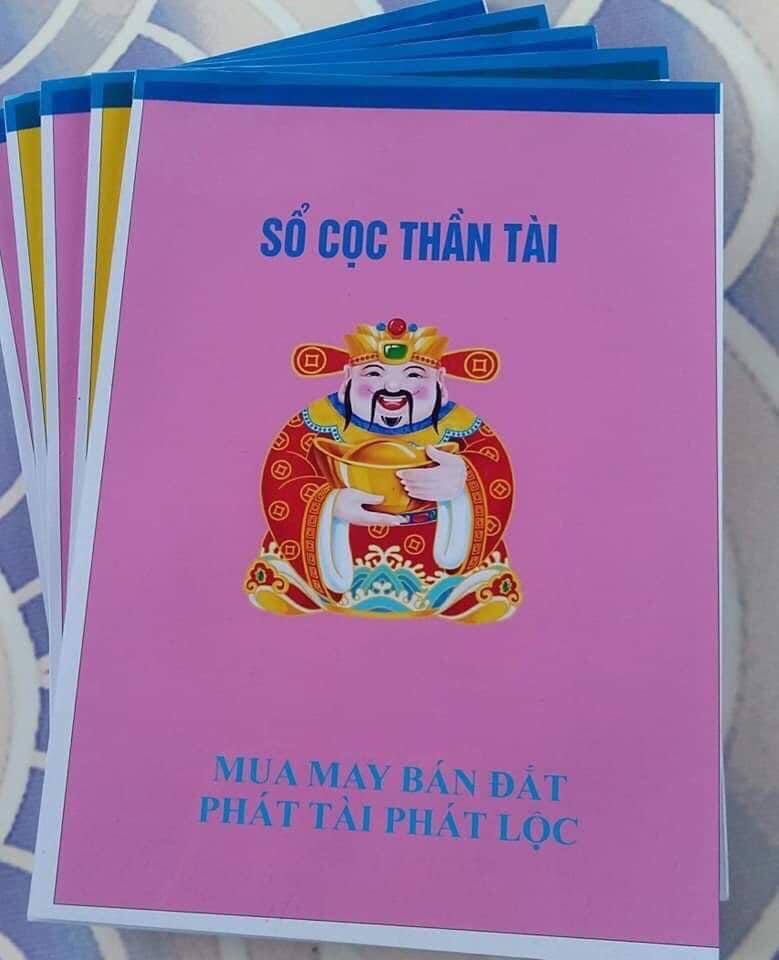 SỔ CỌC THẦN TÀI
MUA MAY BÁN ĐẮT
PHÁT TÀI PHÁT LỘC